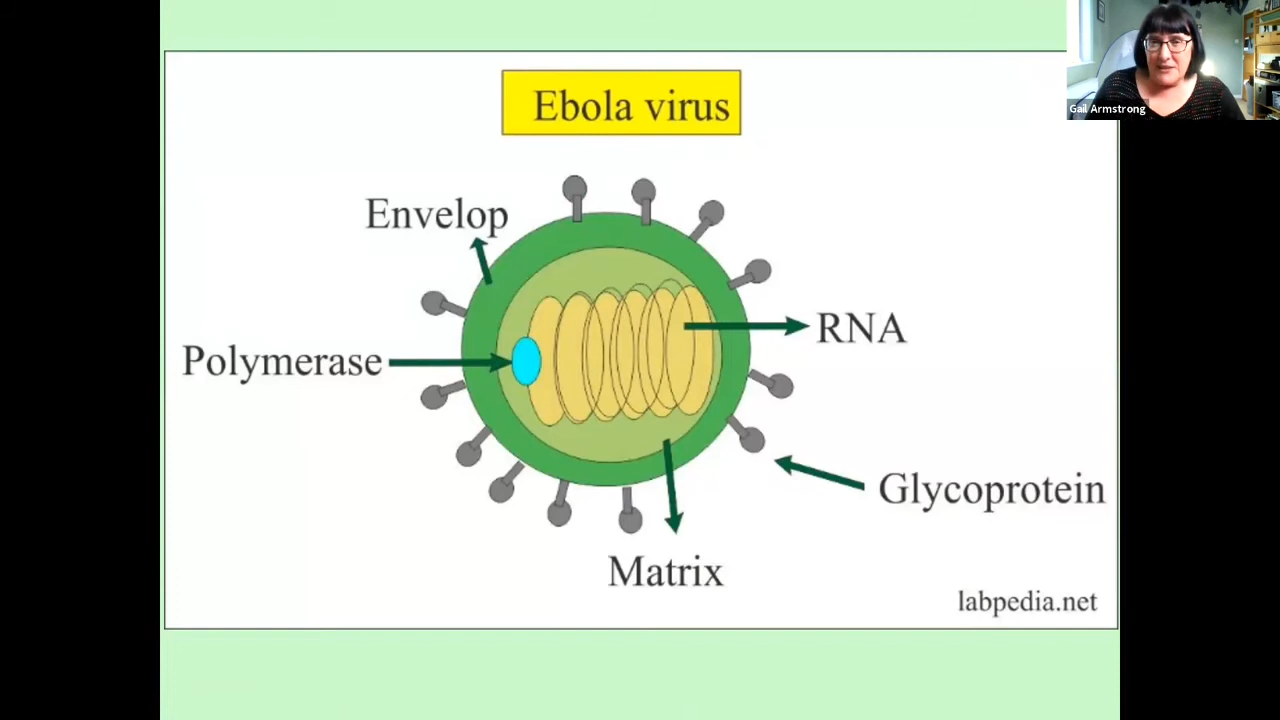 Gail Armstrong
Ebola virus
Envelop
RNA
Polymerase
Glycoprotein
Matrix
labpedia.net